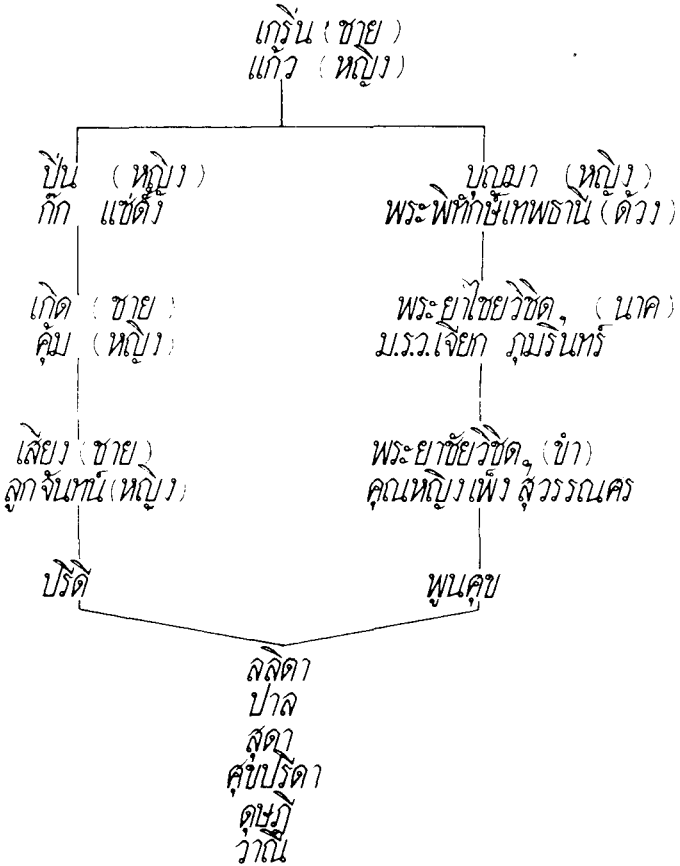 เกริ่น (ชาย)
แก้ว (หญิง)
ปิ่น (หญิง)
ก๊ก แซ่ตั้ง
บุญมา (หญิง)
พระพิทักษ์เทพธานี (ด้วง)
เกิด (ชาย)
คุ้ม (หญิง)
พระยาไชยวิชิต, (นาค)
ม.ร.ว.เจียก ภุมรินทร์
เสียง (ชาย)
ลูกจันทน์ (หญิง)
พระยาชัยวิชิต, (ขำ)
คุณหญิงเพ็ง สุวรรณศร
ปรีดี
พูนศุข
ลลิตา
ปาล
สุดา
ศุขปรีดา
ดุษฎี
วาณี